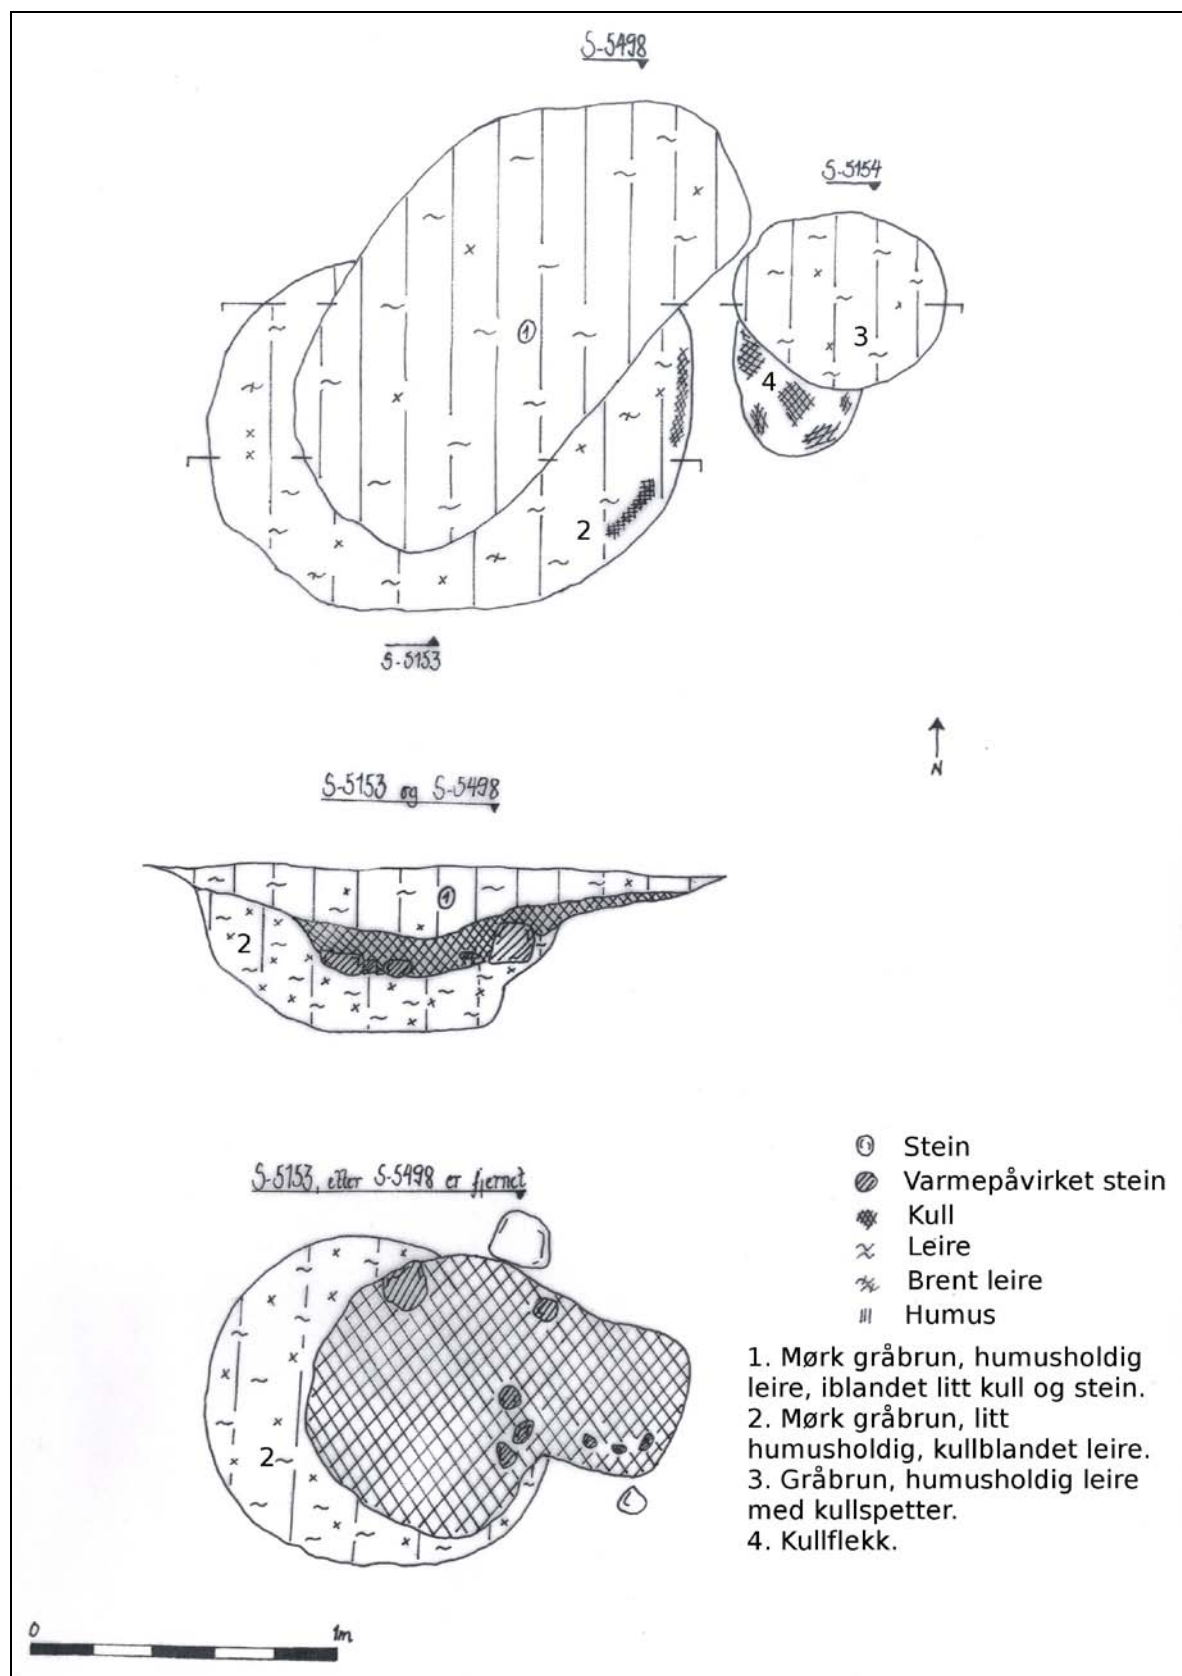 S-5498
S-5154
1
3
4
2
S-5153
N
S-5153 og S-5498
1
2
S-5153, etter S-5498 er fjernet
2
Stein
Varmepåvirket stein
Kull
Leire
Brent leire
Humus
1. Mørk gråbrun, humusholdig
leire, iblandet litt kull og stein.
2. Mørk gråbrun, litt
humusholdig, kullblandet leire.
3. Gråbrun, humusholdig leire
med kullspetter.
4. Kullflekk.
0 1m